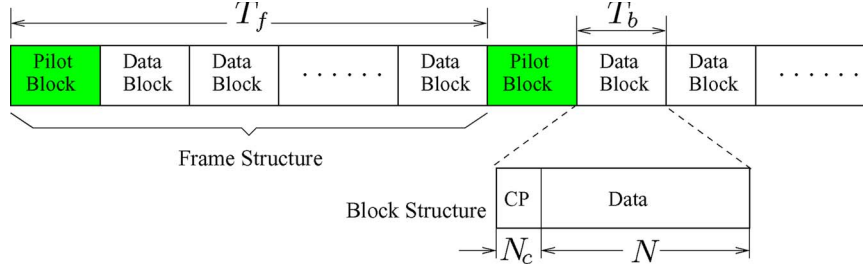 T_f
T_b
Pilot Block
Data Block
Data Block
· · · · · ·
Data Block
Pilot Block
Data Block
Data Block
· · · · · ·
Frame Structure
Block Structure
CP
Data
N_c
N